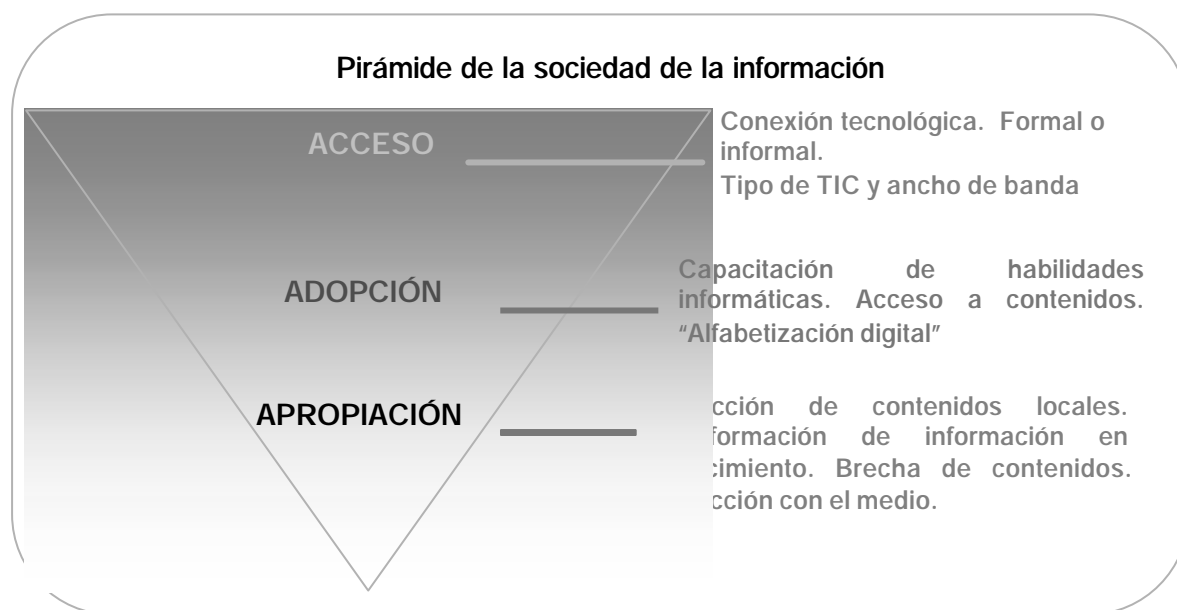 Pirámide de la sociedad de la información
ACCESO
Conexión tecnológica. Formal o
informal.
Tipo de TIC y ancho de banda
ADOPCIÓN
Capacitación de habilidades
informáticas. Acceso a contenidos.
“Alfabetización digital”
APROPIACIÓN
de contenidos locales.
de información en
Brecha de contenidos.
con el medio.